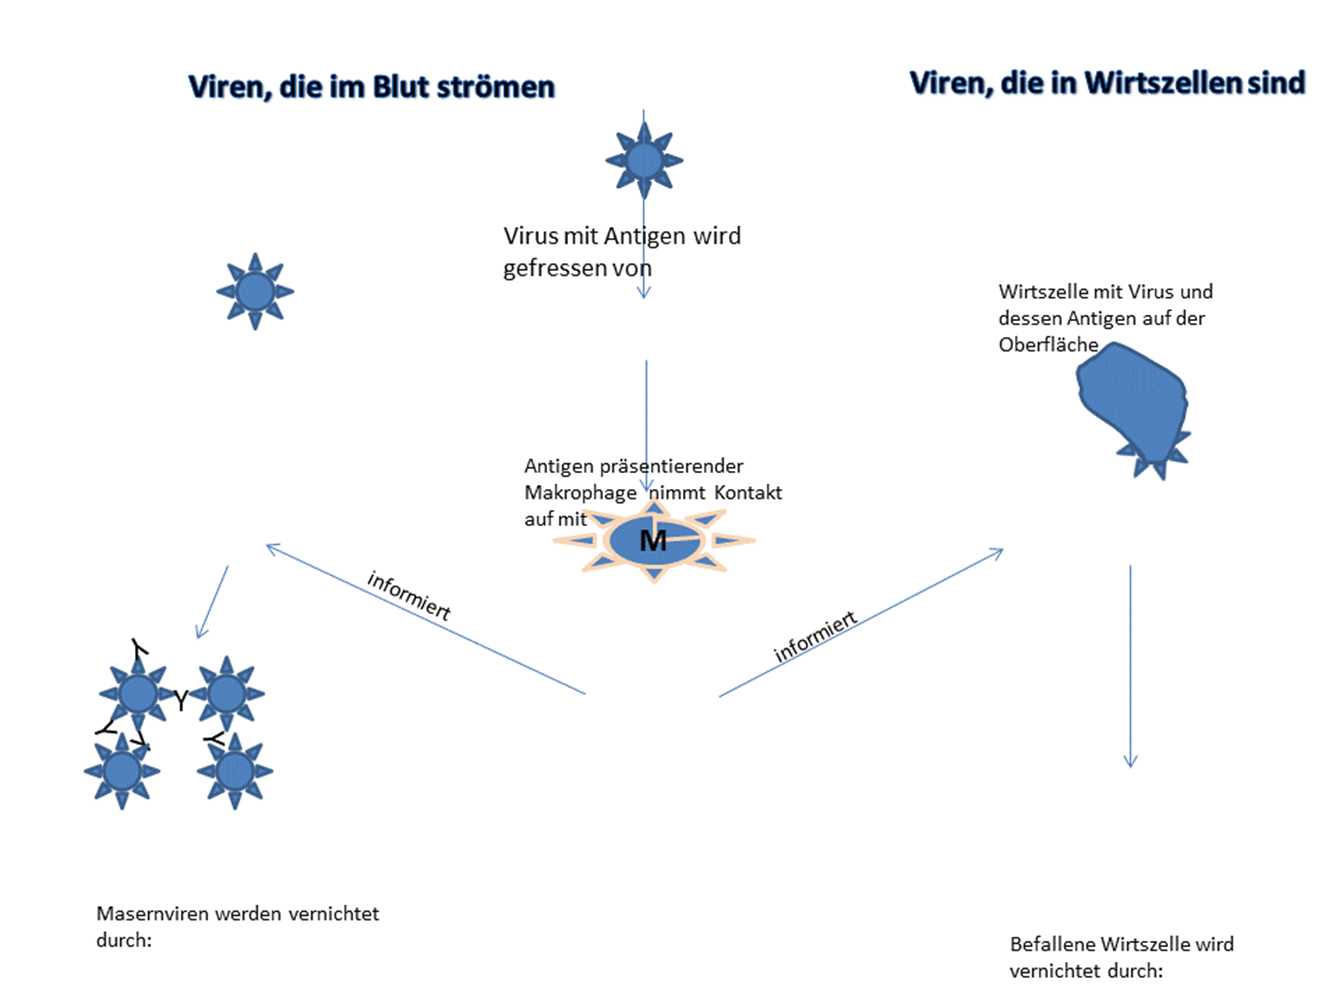 Viren, die im Blut strömen
Viren, die in Wirtszellen sind
Virus mit Antigen wird
gefressen von
Wirtszelle mit Virus und
dessen Antigen auf der
Oberfläche
Antigen präsentierender
Makrophage nimmt Kontakt
auf mit
M
informiert
informiert
Y
Y
Y
Y
Y
Masernviren werden vernichtet
durch:
Befallene Wirtszelle wird
vernichtet durch: